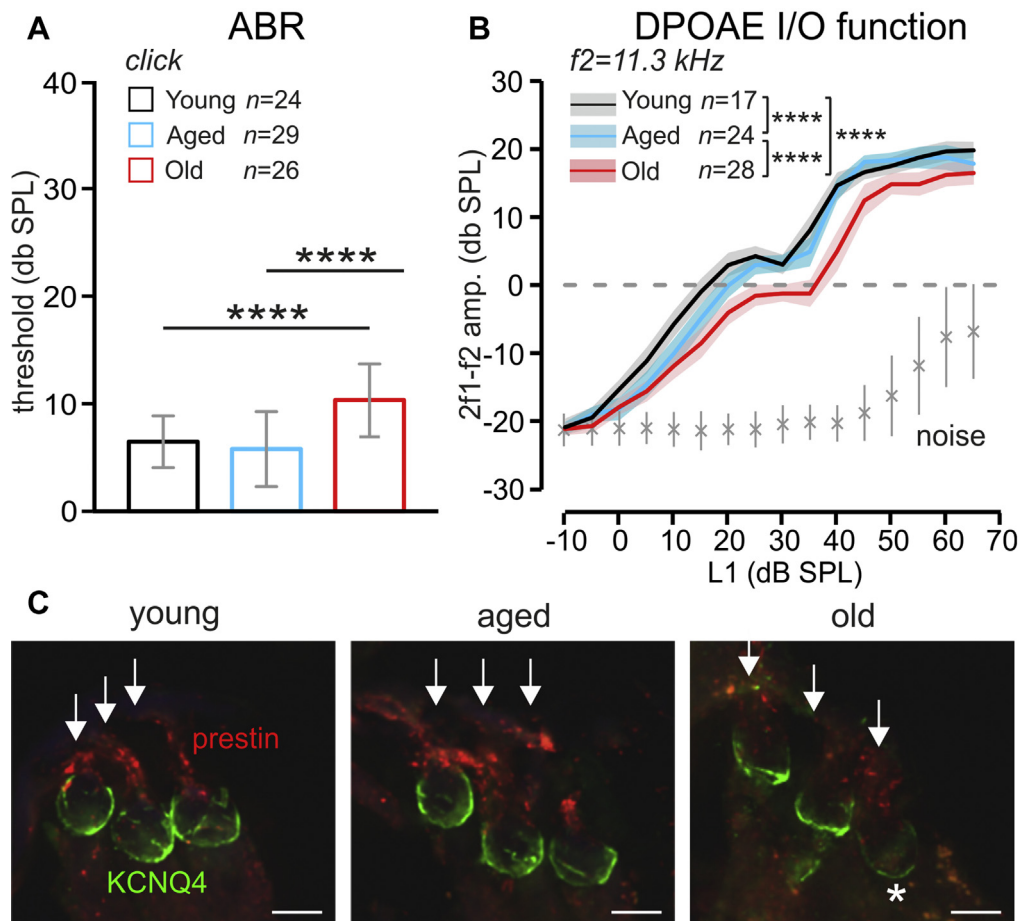 A
ABR
click
Young n=24
Aged n=29
Old n=26
threshold (db SPL)
40
30
20
10
0
****
****
B
DPOAE I/O function
f2=11.3 kHz
Young n=17
Aged n=24
Old n=28
****
****
****
2f1-f2 amp. (db SPL)
30
20
10
0
-10
-20
-30
noise
-10 0 10 20 30 40 50 60 70
L1 (dB SPL)
C
young
aged
old
prestin
KCNQ4
*